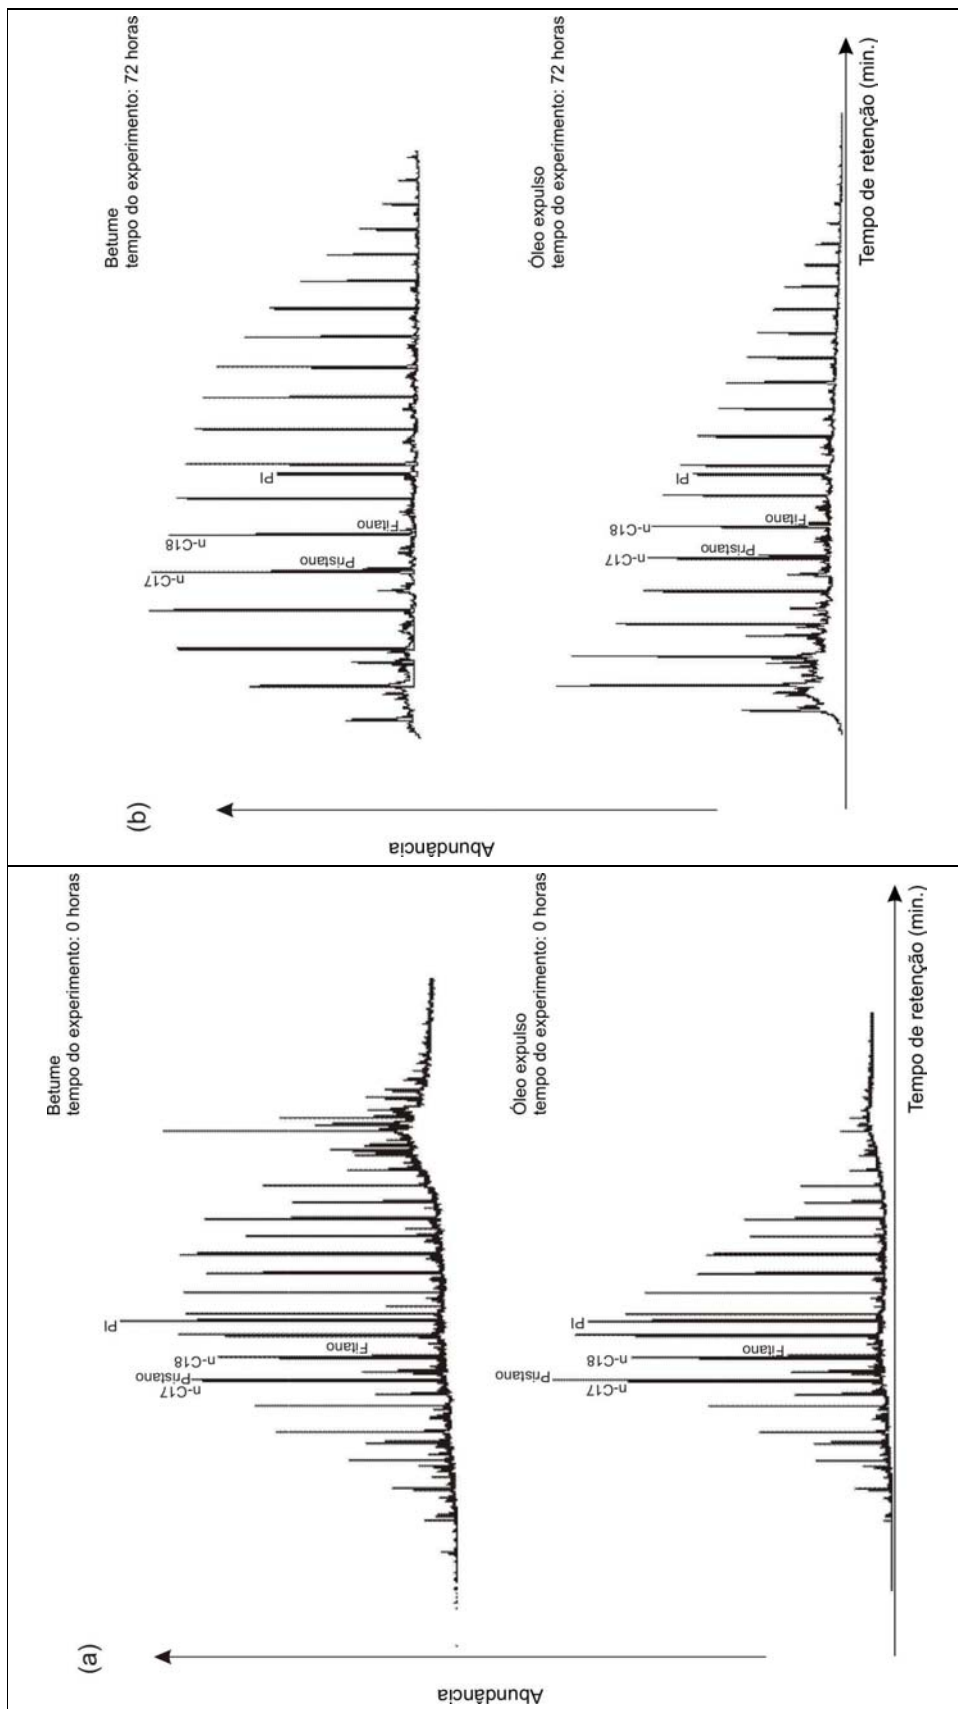 (a)
Abundância
Betume
tempo do experimento: 0 horas
n-C17
Pristano
n-C18
Fitano
PI
Óleo expulso
tempo do experimento: 0 horas
n-C17
Pristano
n-C18
Fitano
PI
Tempo de retenção (min.)
(b)
Abundância
Betume
tempo do experimento: 72 horas
n-C17
Pristano
n-C18
Fitano
PI
Óleo expulso
tempo do experimento: 72 horas
n-C17
Pristano
n-C18
Fitano
PI
Tempo de retenção (min.)